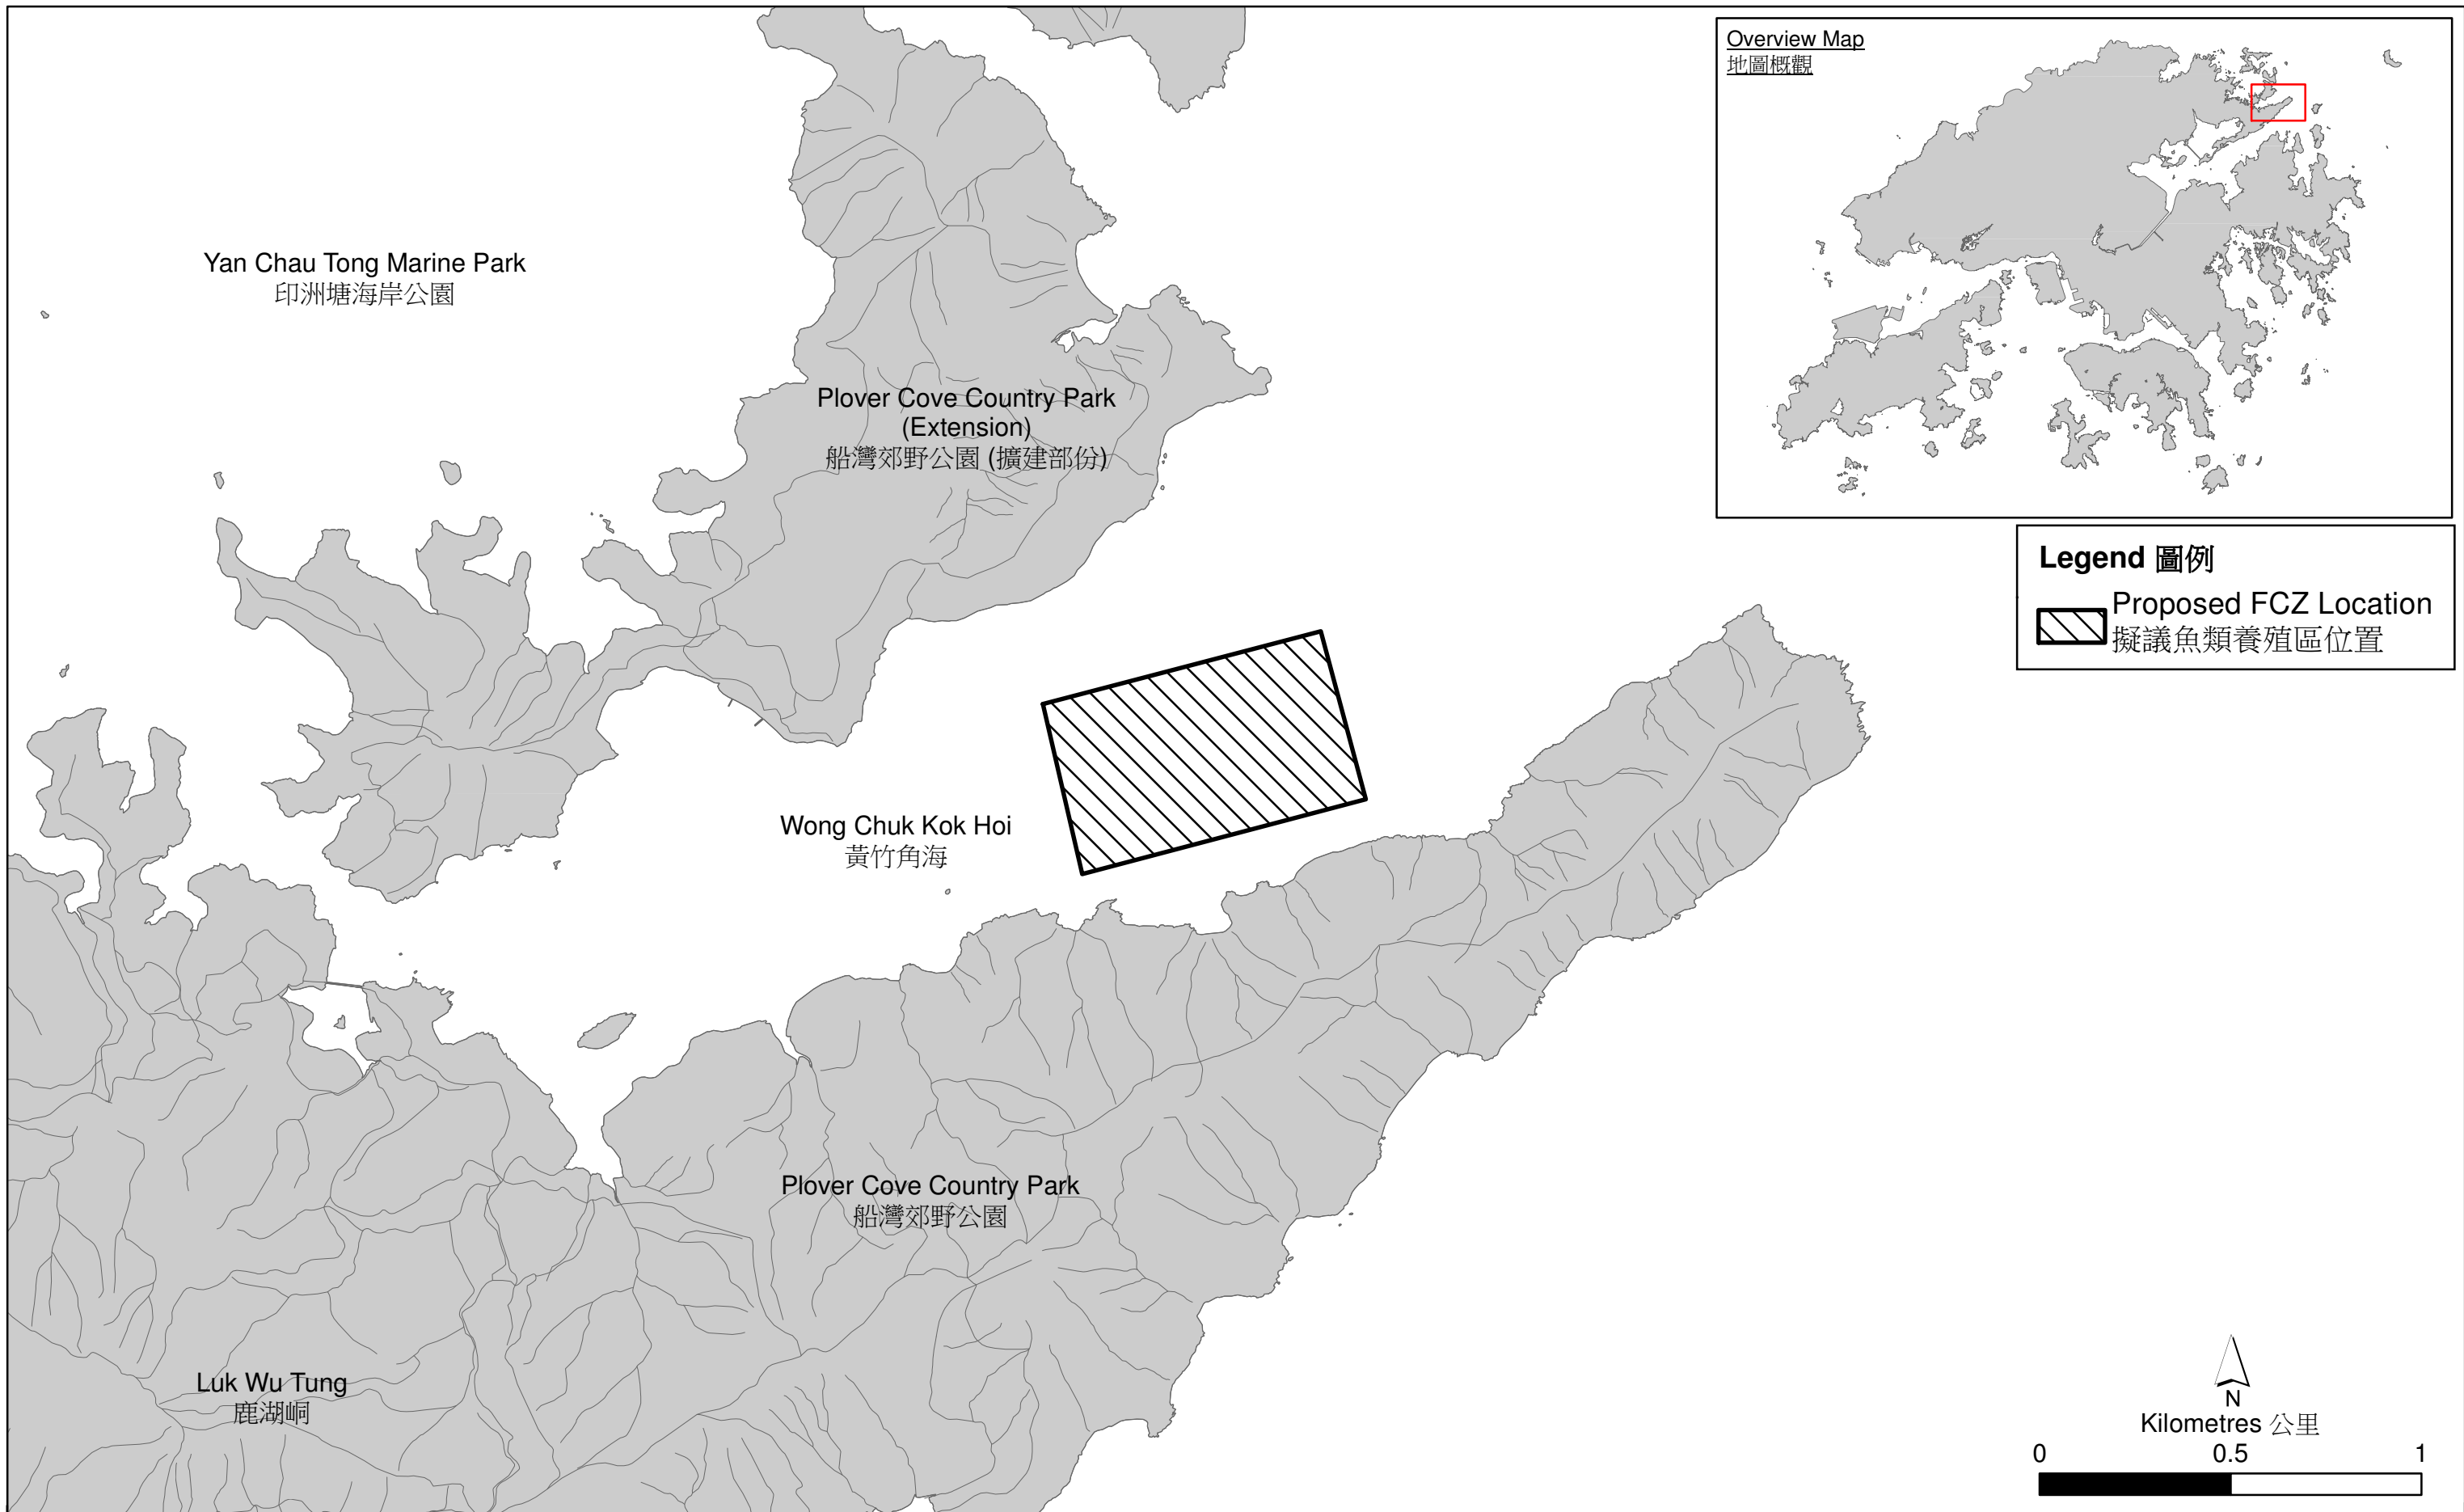 Overview Map
地圖概觀
Yan Chau Tong Marine Park
印洲塘海岸公園
Plover Cove Country Park
(Extension)
船灣郊野公園 (擴建部份)
Legend 圖例
Proposed FCZ Location
擬議魚類養殖區位置
Wong Chuk Kok Hoi
黃竹角海
Plover Cove Country Park
船灣郊野公園
Luk Wu Tung
鹿湖峒
N
Kilometres 公里
0 0.5 1